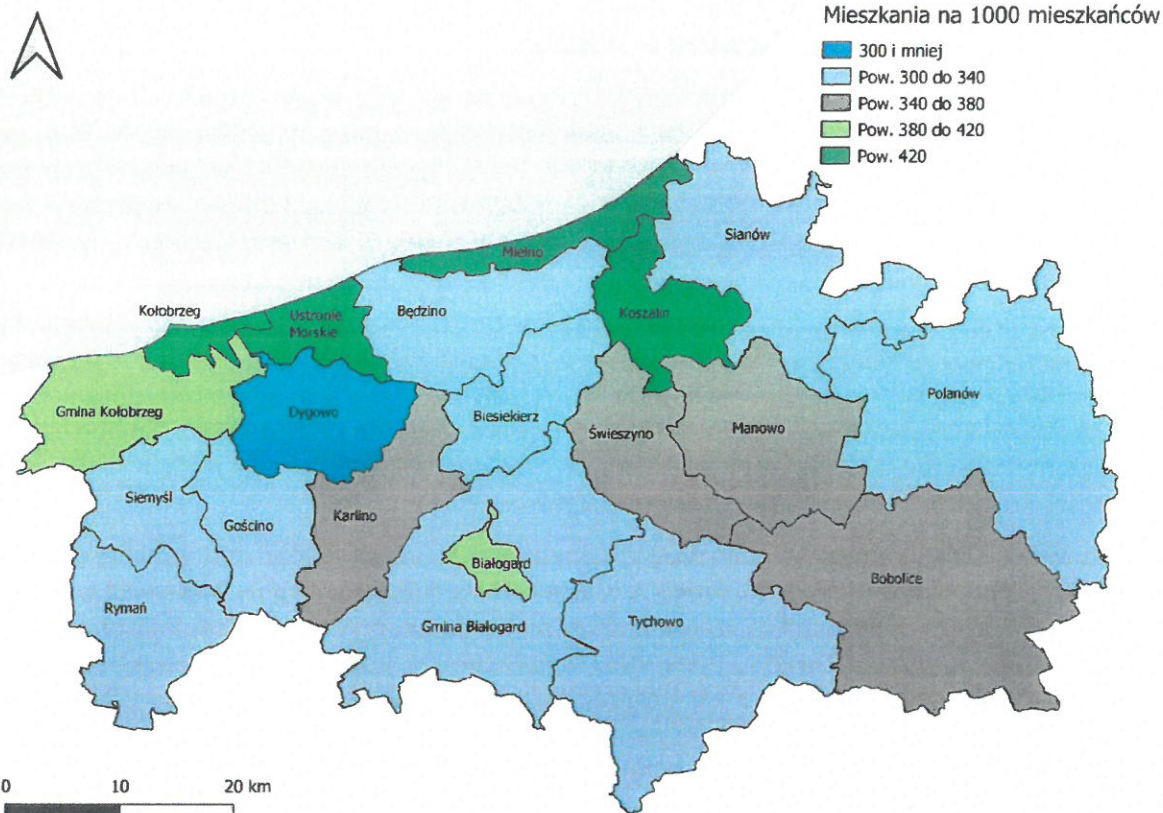 Mieszkania na 1000 mieszkańców
300 i mniej
Pow. 300 do 340
Pow. 340 do 380
Pow. 380 do 420
Pow. 420
Sianów
Mielno
Kołobrzeg
Ustronie
Morskie
Będzino
Koszalin
Polanów
Gmina Kołobrzeg
Dygowo
Biesiekierz
Świeszyno
Manowo
Siemyśl
Gościno
Karlino
Białogard
Bobolice
Rymań
Gmina Białogard
Tychowo
0 10 20 km